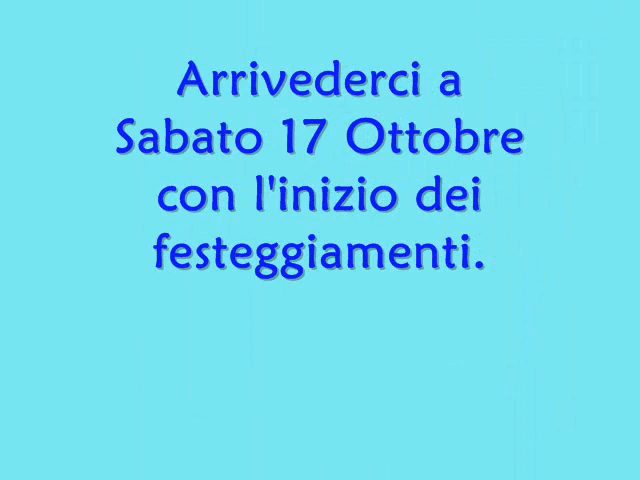 Arrivederci a
Sabato 17 Ottobre
con l'inizio dei
festeggiamenti.